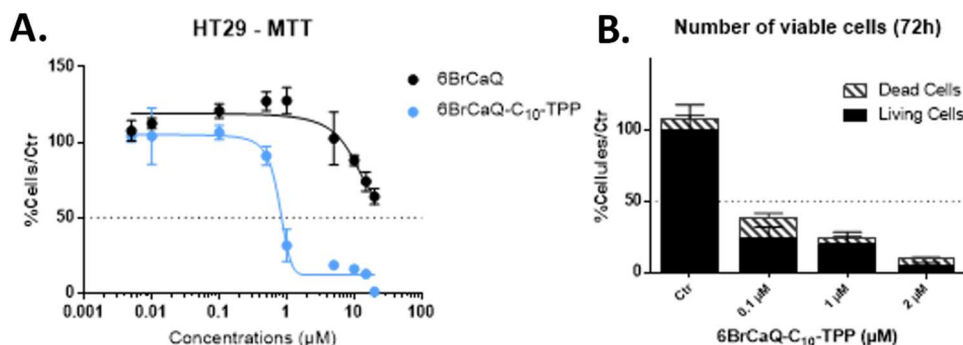 A.
HT29 - MTT
%Cells/Ctr
150
100
50
0
0.001
0.01
0.1
1
10
100
Concentrations (µM)
6BrCaQ
6BrCaQ-C10-TPP
B.
Number of viable cells (72h)
%Cellules/Ctr
100
50
0
Dead Cells
Living Cells
Ctr
0.1 µM
1 µM
2 µM
6BrCaQ-C10-TPP (µM)